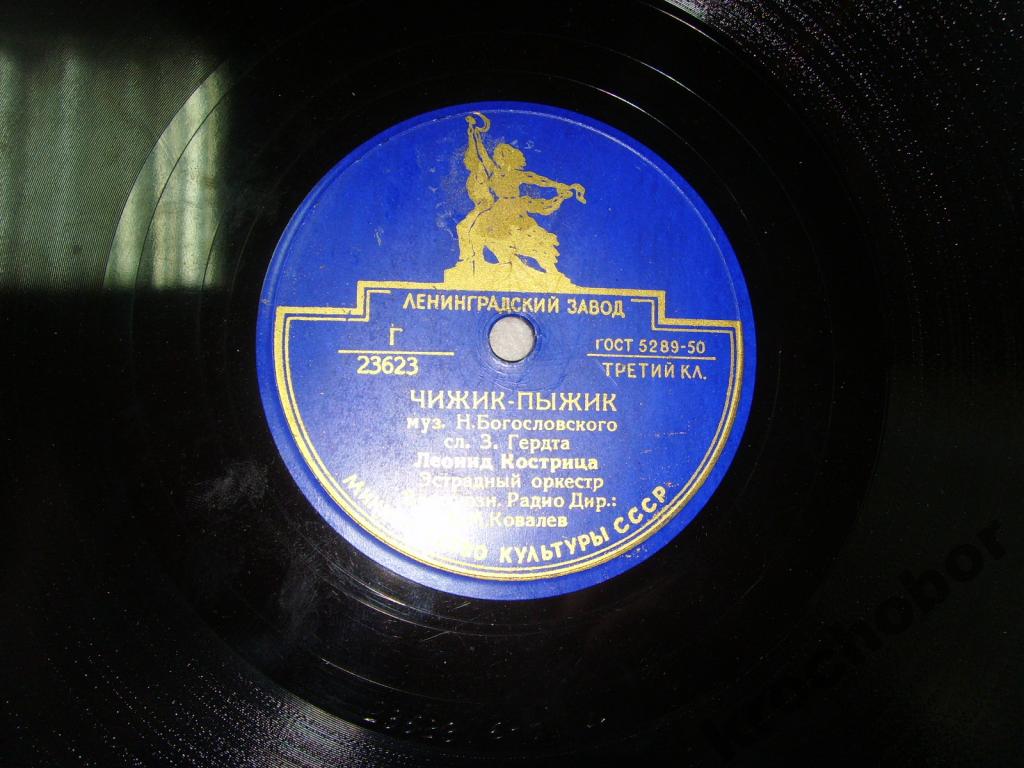 ЛЕНИНГРАДСКИЙ ЗАВОД
Г
23623
ГОСТ 5289-50
ТРЕТИЙ КЛ.
ЧИЖИК-ПЫЖИК
муз. Н.Богословского
сл. З. Гердта
Леонид Кострица
Эстрадный оркестр
Радио Дир.:
Ковалев
КУЛЬТУРЫ СССР
krochobor